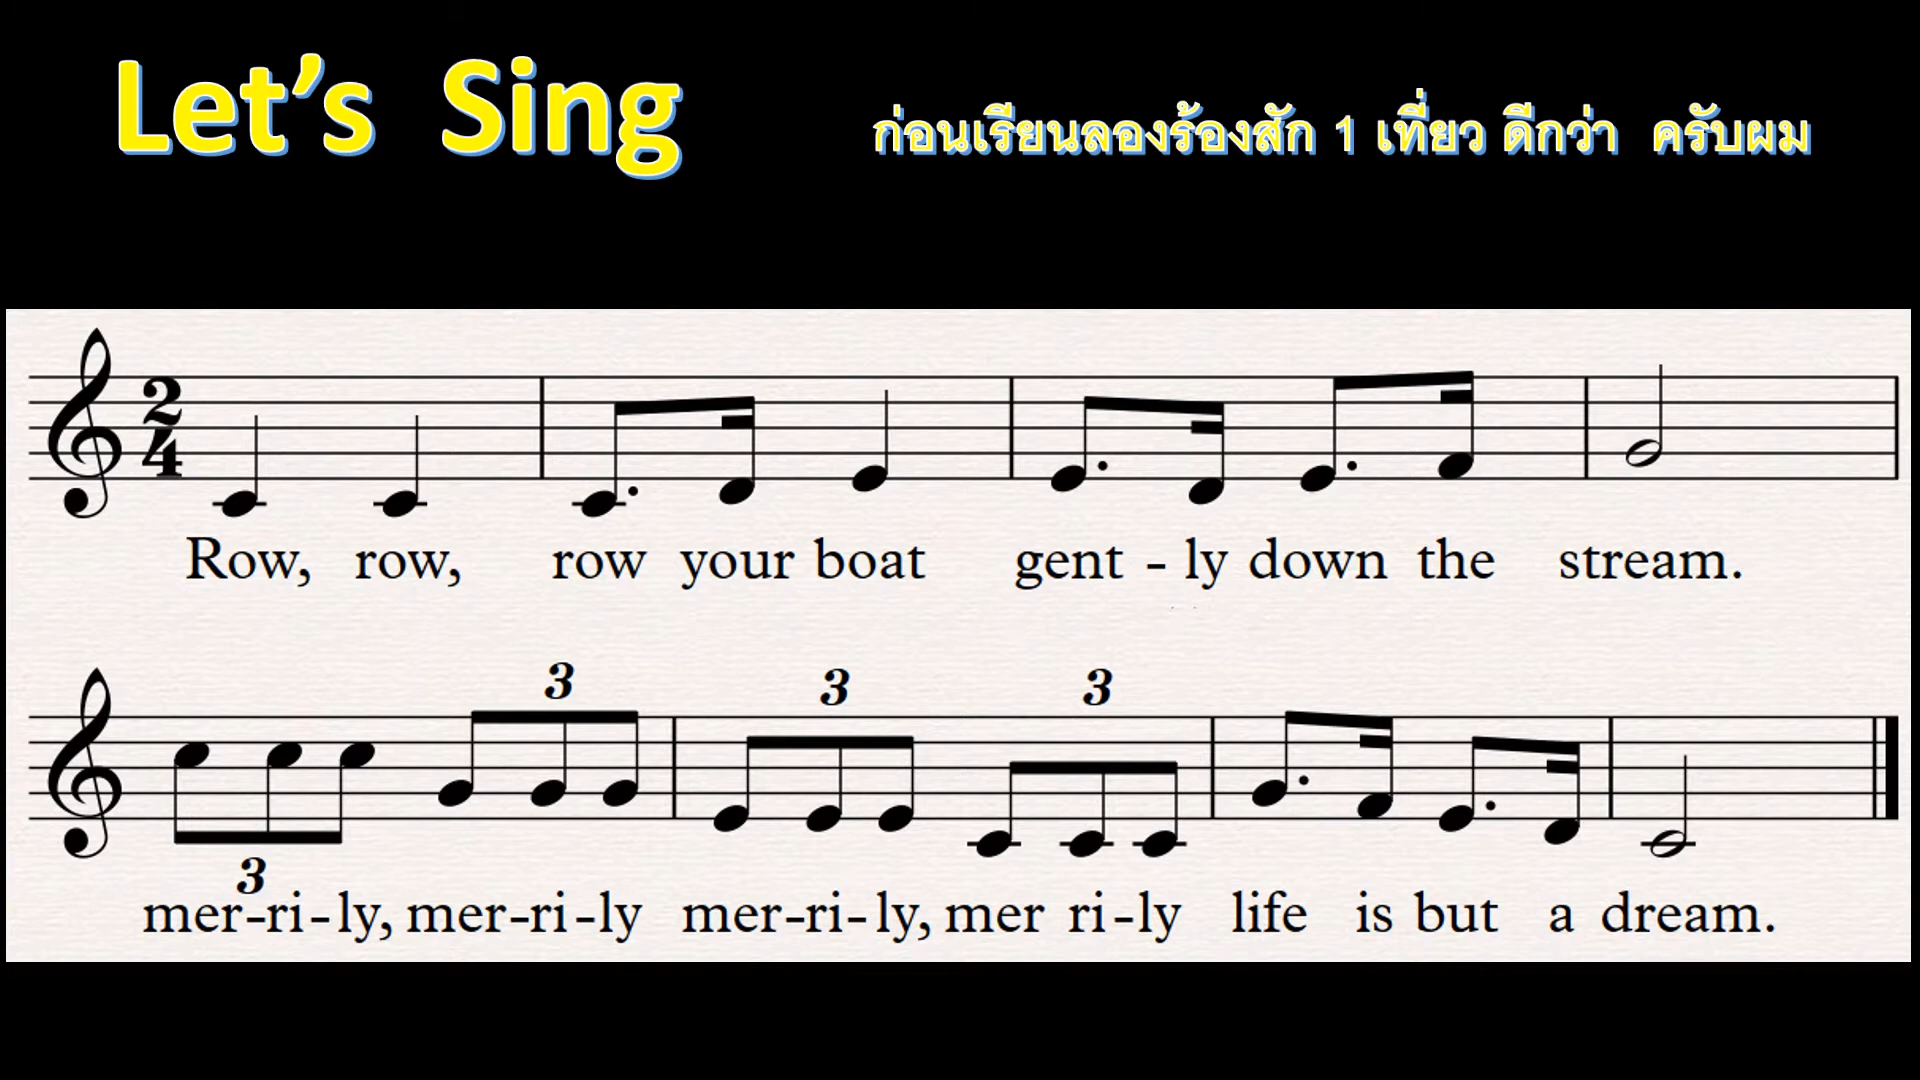 Let's Sing
ก่อนเรียนลองร้องสัก 1 เที่ยว ดีกว่า ครับผม
2
4
Row, row, row your boat gent - ly down the stream.
3 3 3
3
mer-ri-ly, mer-ri-ly mer-ri-ly, mer ri-ly life is but a dream.